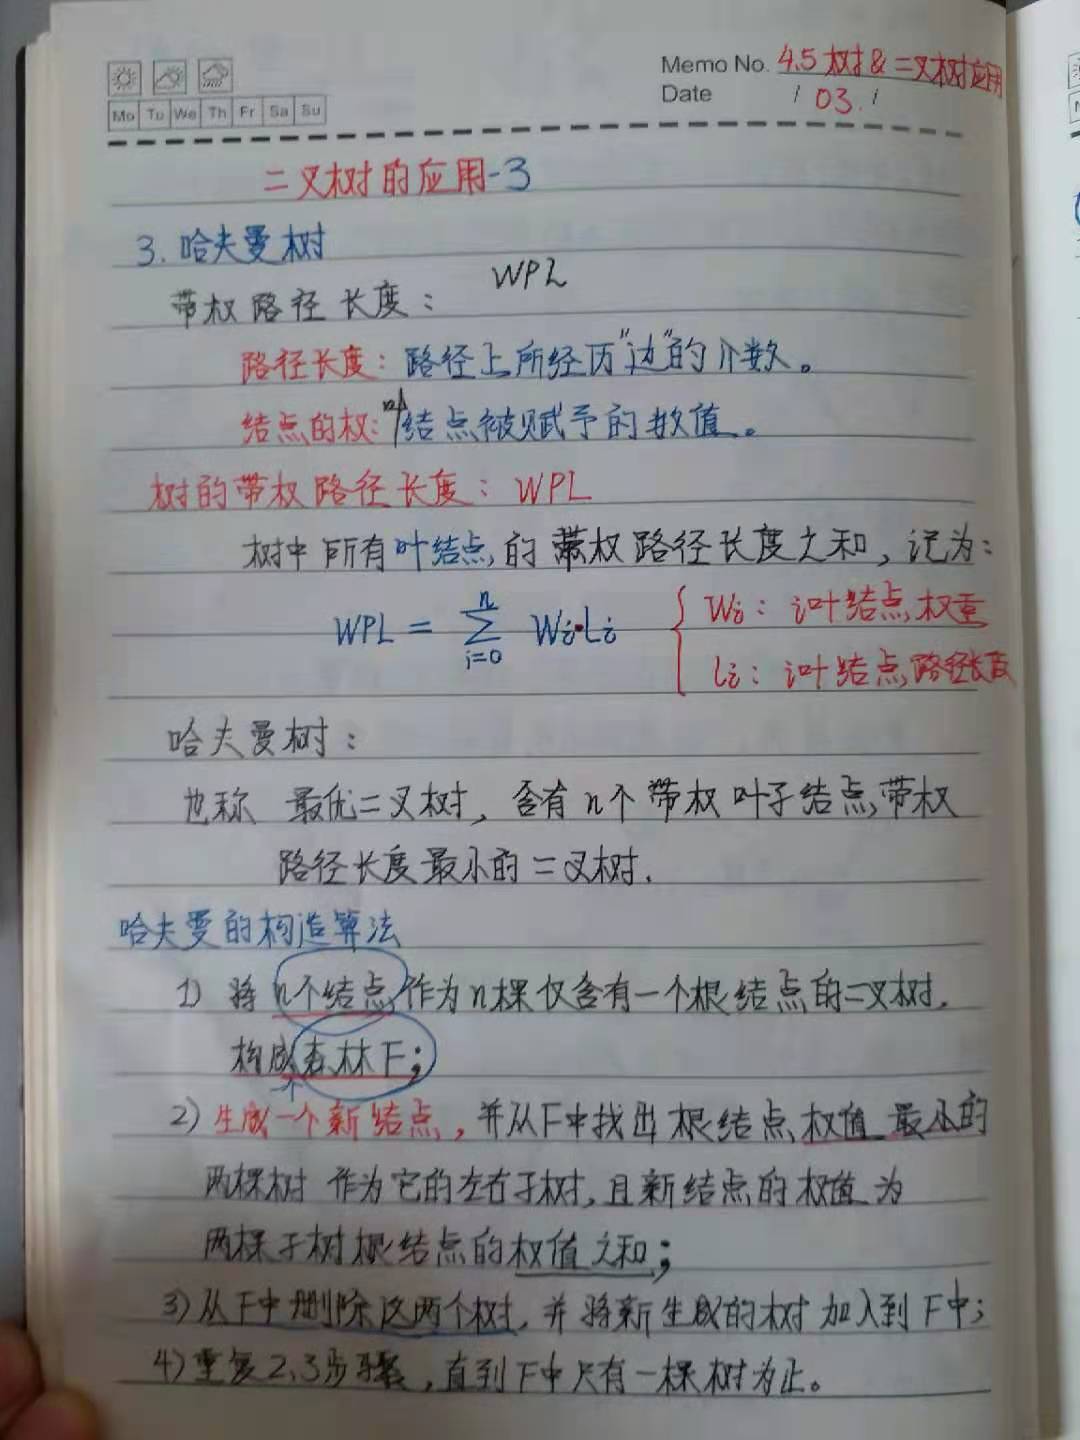 Memo No. 4.5 树 & 二叉树应用
Date / 03. /
Mo Tu We Th Fr Sa Su
二叉树的应用-3
3. 哈夫曼树
WPL
带权路径长度：
路径长度：路径上所经历"边"的个数。
结点的权：结点被赋予的数值。
树的带权路径长度：WPL
树中所有叶结点的带权路径长度之和，记为：
WPL = n∑i=0 Wi·Li { Wi：i叶结点权重
Li：i叶结点路径长度
哈夫曼树：
也称 最优二叉树，含有n个带权叶子结点带权
路径长度最小的二叉树.
哈夫曼的构造算法
1) 将n个结点作为n棵仅含有一个根结点的二叉树.
构成森林F；
2) 生成一个新结点，并从F中找出根结点权值最小的
两棵树 作为它的左右子树，且新结点的权值为
两棵子树根结点的权值之和；
3) 从F中删除这两个树，并将新生成的树加入到F中；
4) 重复2、3步骤，直到F中只有一棵树为止。